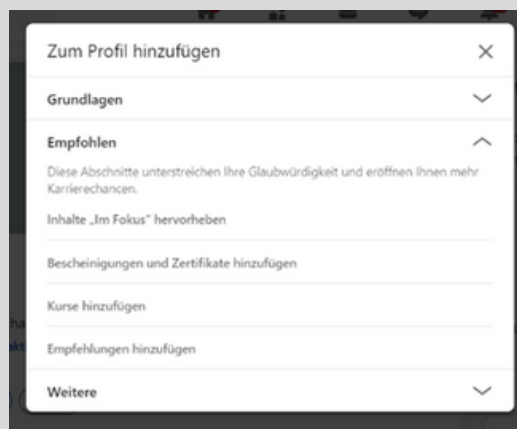 Zum Profil hinzufügen
Grundlagen
Empfohlen
Diese Abschnitte unterstreichen Ihre Glaubwürdigkeit und eröffnen Ihnen mehr
Karrierechancen.
Inhalte „Im Fokus“ hervorheben
Bescheinigungen und Zertifikate hinzufügen
Kurse hinzufügen
Empfehlungen hinzufügen
Weitere